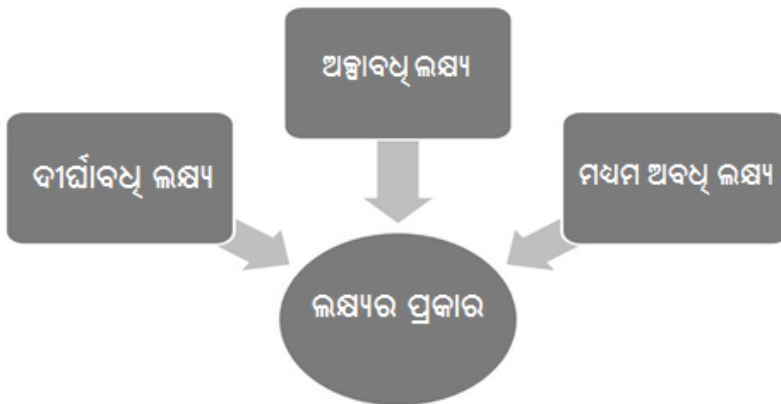 ଅଳ୍ପାବଧି ଲକ୍ଷ୍ୟ
ଦୀର୍ଘାବଧି ଲକ୍ଷ୍ୟ
ମଧ୍ୟମ ଅବଧି ଲକ୍ଷ୍ୟ
ଲକ୍ଷ୍ୟର ପ୍ରକାର